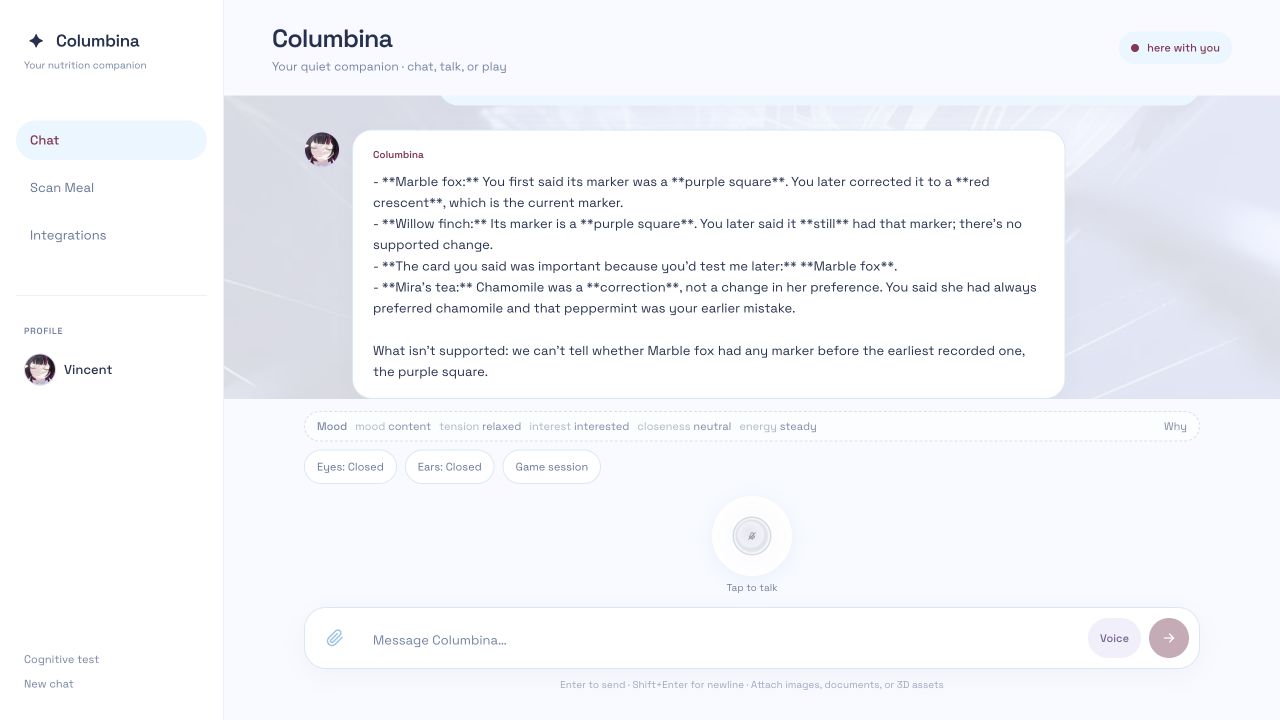 Columbina
Your nutrition companion
Chat
Scan Meal
Integrations
PROFILE
Vincent
Cognitive test
New chat
Columbina
Your quiet companion · chat, talk, or play
here with you
Columbina
- **Marble fox:** You first said its marker was a **purple square**. You later corrected it to a **red
crescent**, which is the current marker.
- **Willow finch:** Its marker is a **purple square**. You later said it **still** had that marker; there's no
supported change.
- **The card you said was important because you'd test me later:** **Marble fox**.
- **Mira's tea:** Chamomile was a **correction**, not a change in her preference. You said she had always
preferred chamomile and that peppermint was your earlier mistake.
What isn't supported: we can't tell whether Marble fox had any marker before the earliest recorded one,
the purple square.
Mood mood content tension relaxed interest interested closeness neutral energy steady Why
Eyes: Closed Ears: Closed Game session
Tap to talk
Message Columbina...
Voice
Enter to send · Shift+Enter for newline · Attach images, documents, or 3D assets